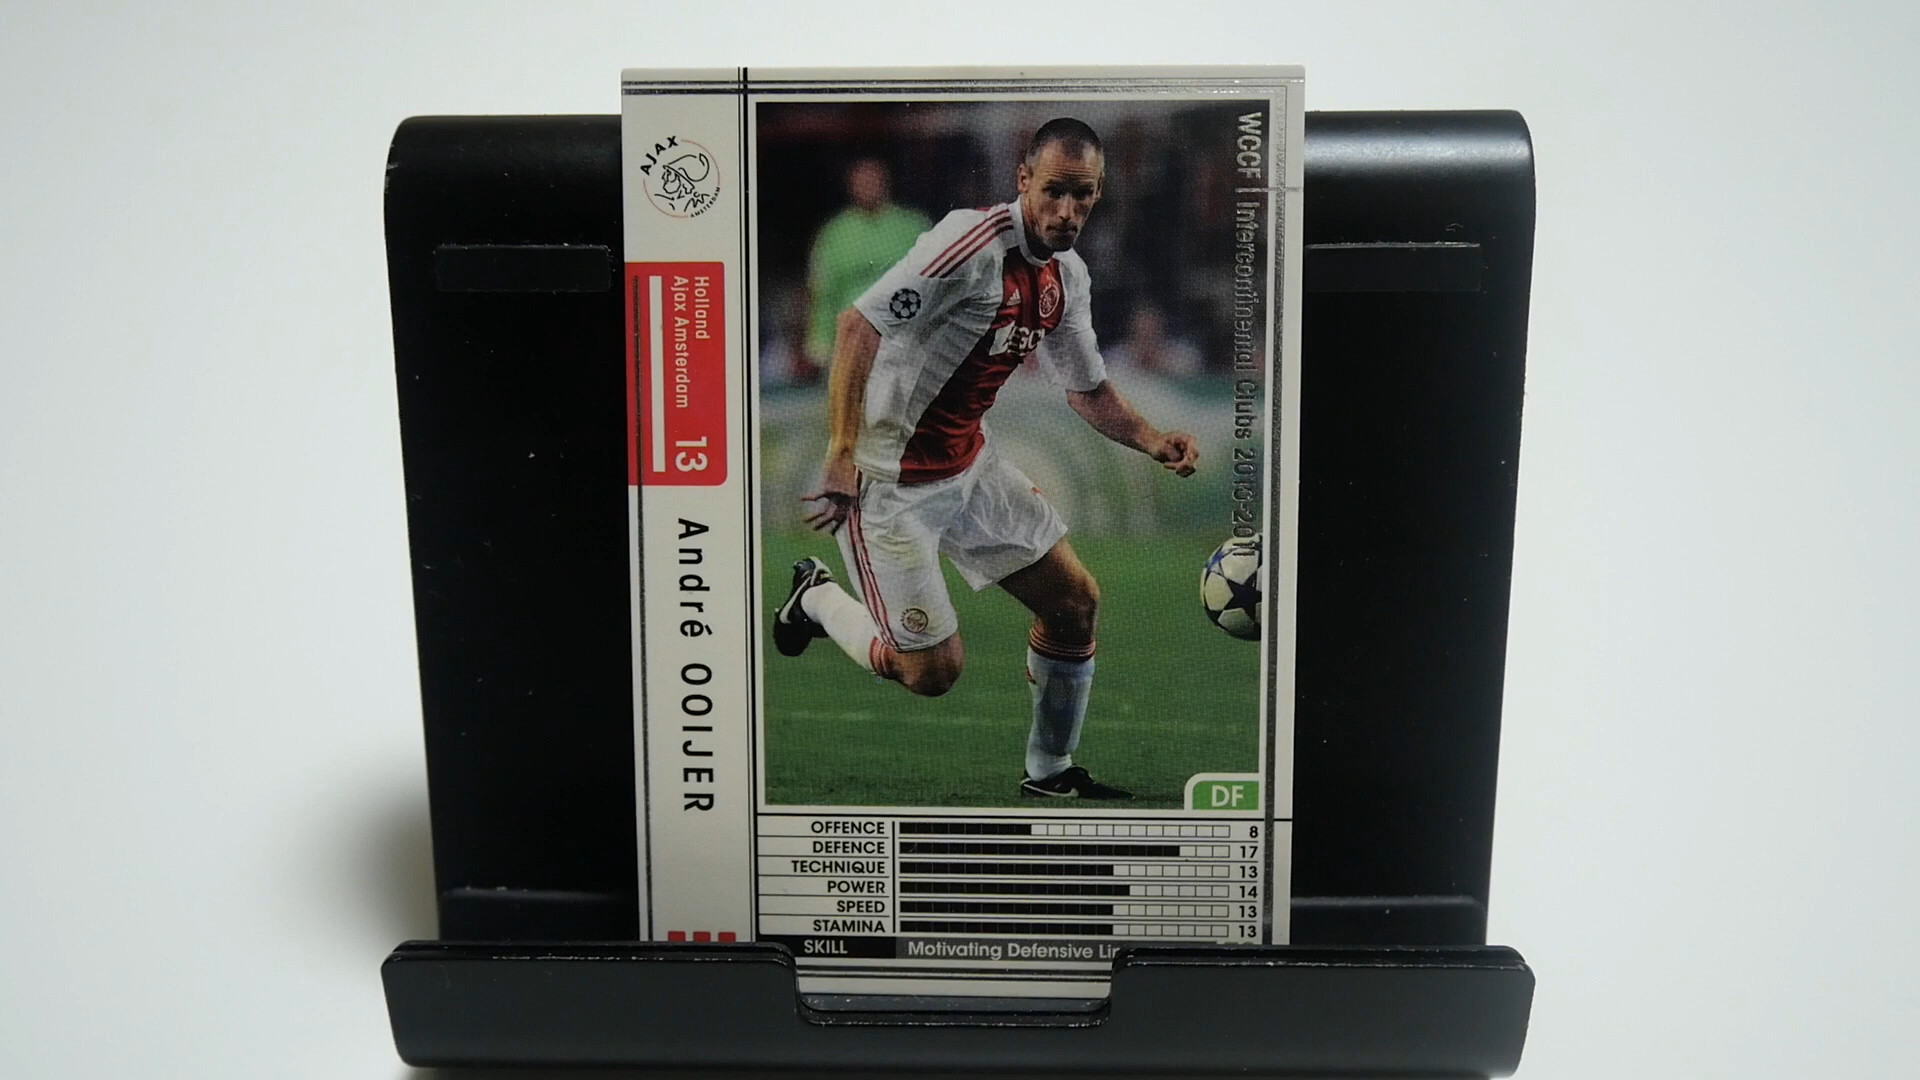 AJAX
AMSTERDAM
Holland
Ajax Amsterdam
13
André OOIJER
WCCF | Intercontinental Clubs 2010-2011
DF
OFFENCE 8
DEFENCE 17
TECHNIQUE 13
POWER 14
SPEED 13
STAMINA 13
SKILL Motivating Defensive